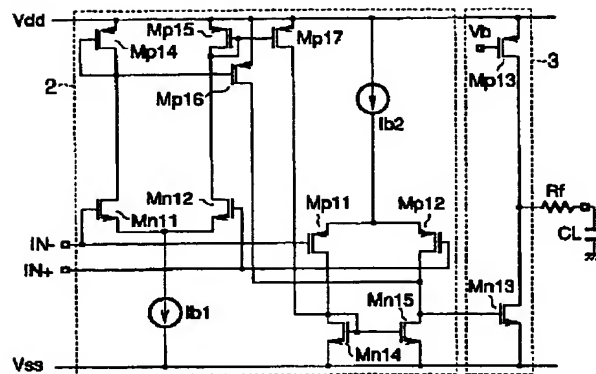 Vdd
Mp14
Mp15
Mp17
Vb
Mp13
3
2
Mp16
Ib2
Mn11
Mn12
Mp11
Mp12
Rf
CL
IN-
IN+
Ib1
Mn15
Mn13
Mn14
Vss